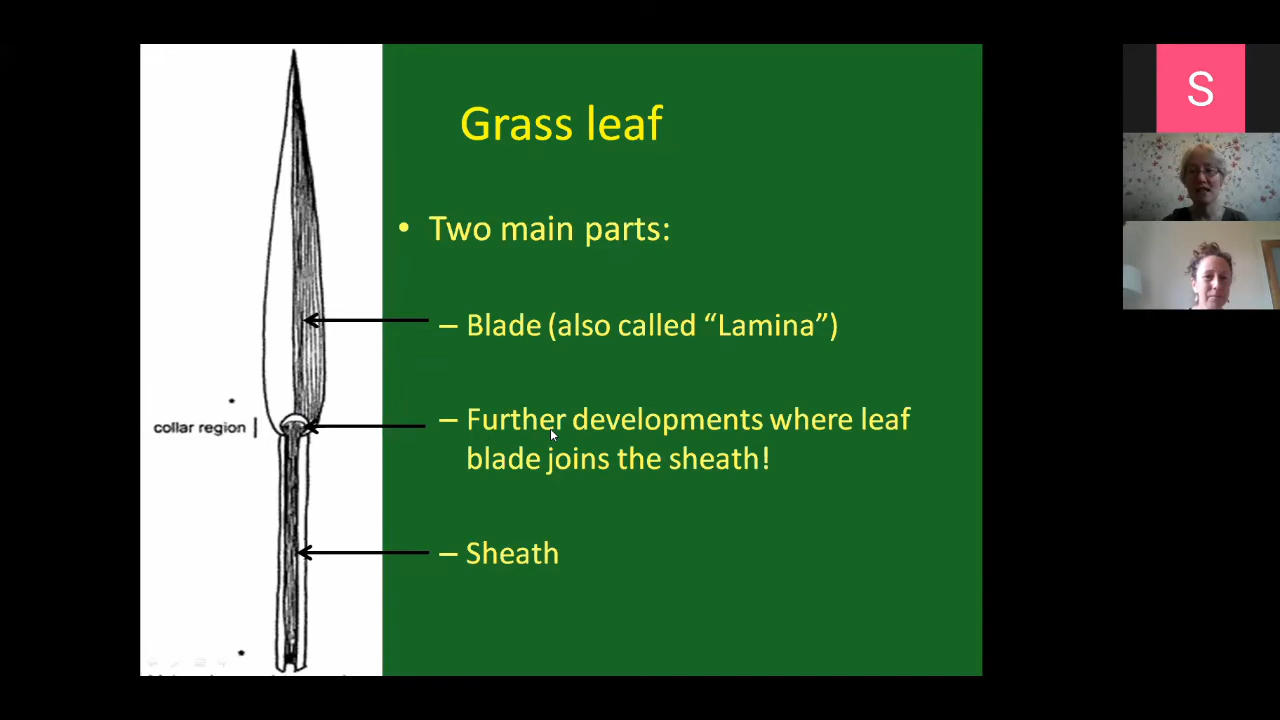 Grass leaf
• Two main parts:
– Blade (also called “Lamina”)
– Further developments where leaf
blade joins the sheath!
– Sheath
collar region
S